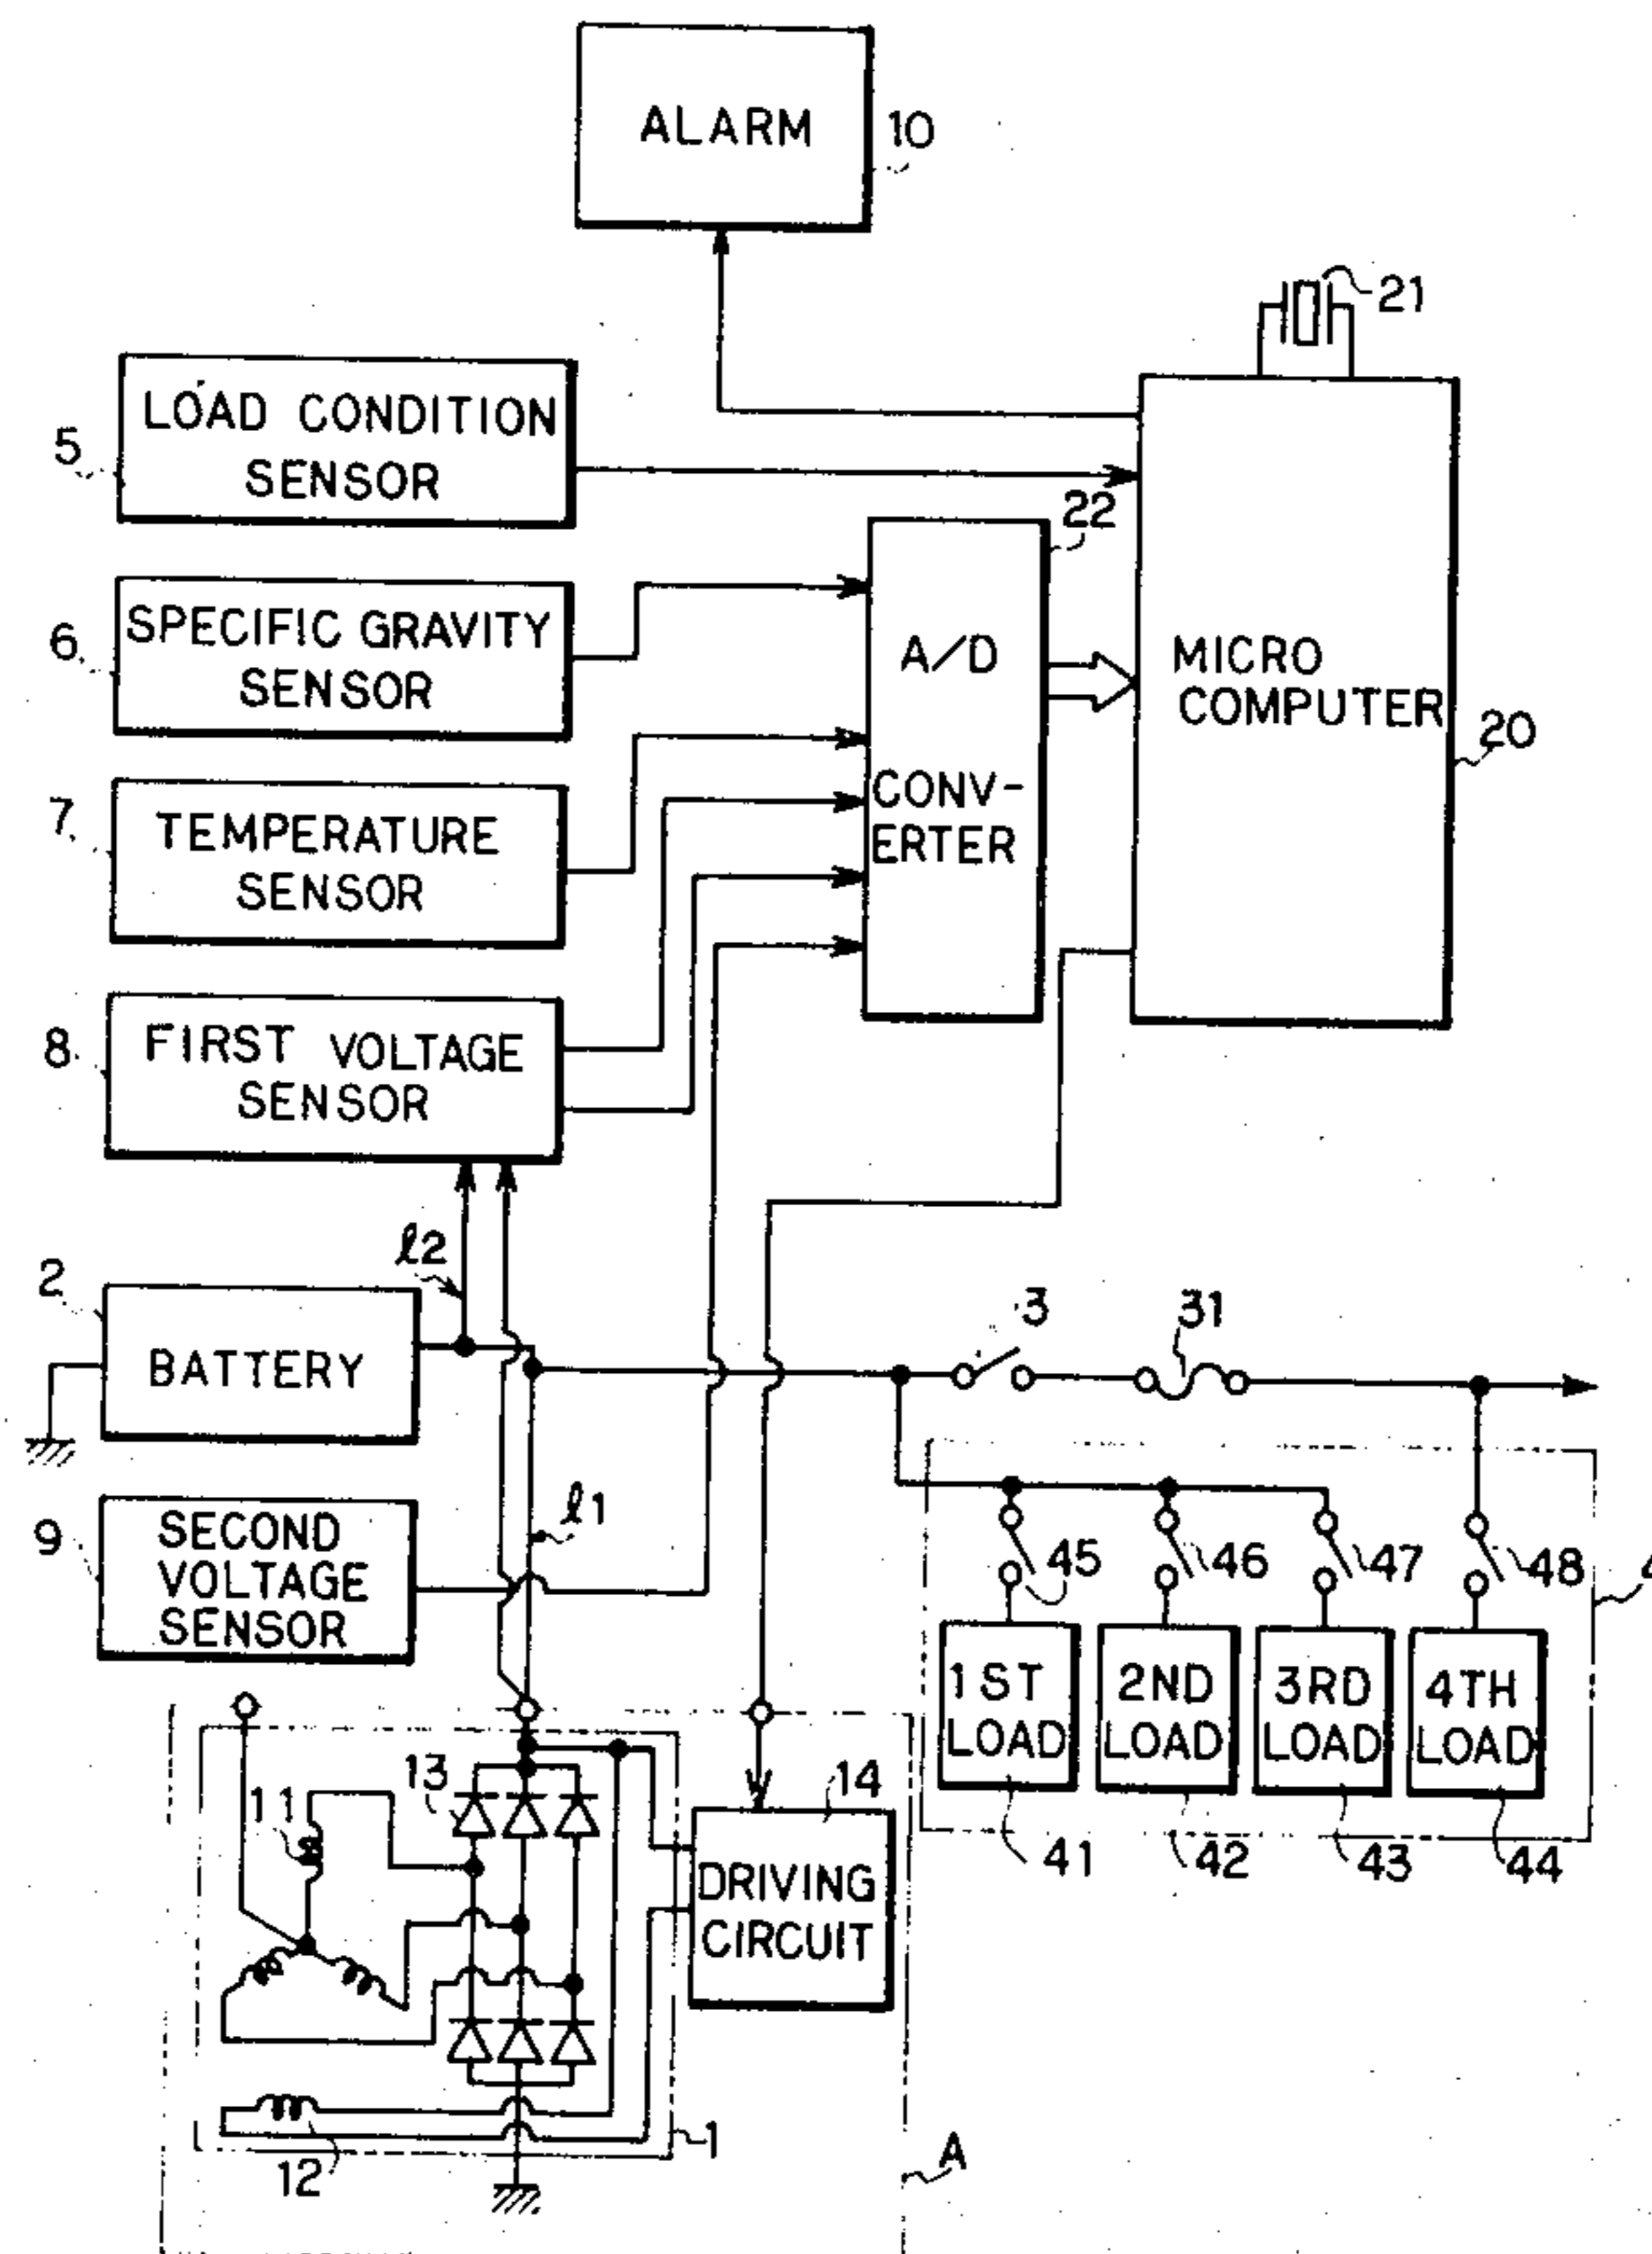 ALARM
10
21
LOAD CONDITION
SENSOR
5
22
SPECIFIC GRAVITY
SENSOR
6
A/D
CONV-
ERTER
MICRO
COMPUTER
20
7
TEMPERATURE
SENSOR
8
FIRST VOLTAGE
SENSOR
ℓ2
2
BATTERY
3
31
9
SECOND
VOLTAGE
SENSOR
ℓ1
45
46
47
48
4
1ST
LOAD
2ND
LOAD
3RD
LOAD
4TH
LOAD
41
42
43
44
13
11
14
DRIVING
CIRCUIT
12
1
A